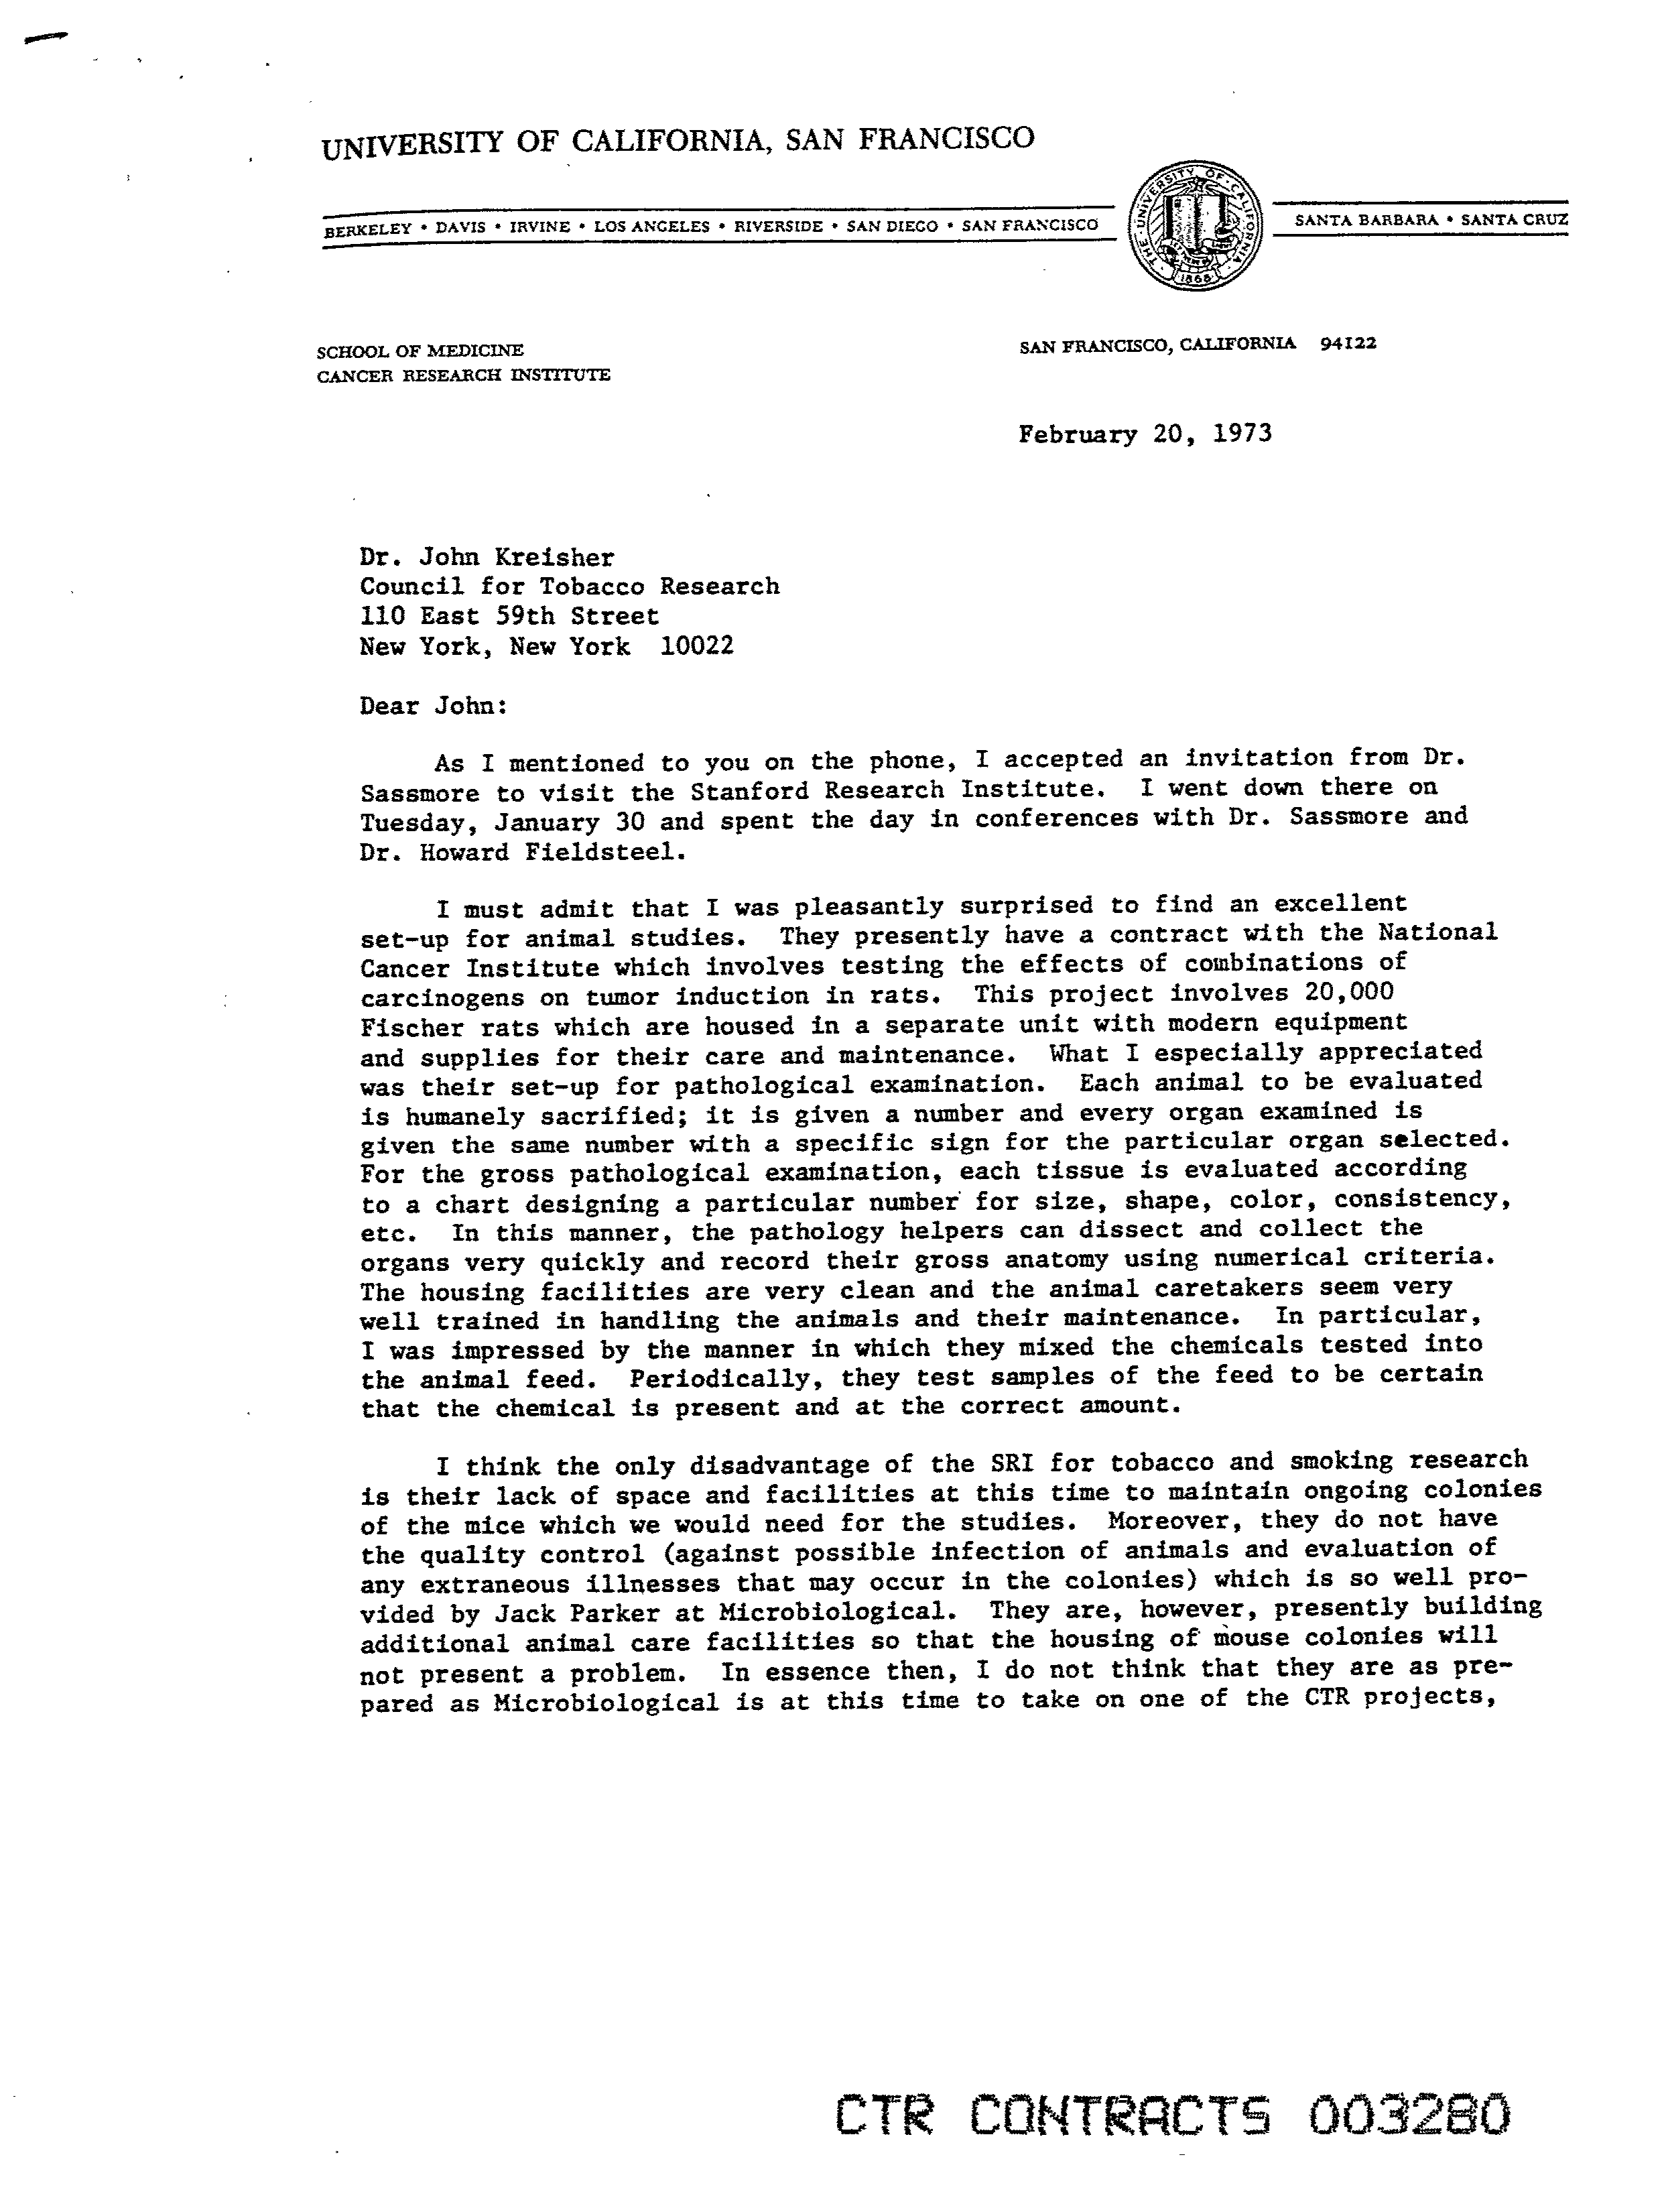 UNIVERSITY OF CALIFORNIA, SAN FRANCISCO
BERKELEY • DAVIS • IRVINE • LOS ANGELES • RIVERSIDE • SAN DIEGO • SAN FRANCISCO
THE UNIVERSITY OF CALIFORNIA
1868
SANTA BARBARA • SANTA CRUZ
SCHOOL OF MEDICINE
CANCER RESEARCH INSTITUTE
SAN FRANCISCO, CALIFORNIA 94122
February 20, 1973
Dr. John Kreisher
Council for Tobacco Research
110 East 59th Street
New York, New York 10022
Dear John:
As I mentioned to you on the phone, I accepted an invitation from Dr.
Sassmore to visit the Stanford Research Institute. I went down there on
Tuesday, January 30 and spent the day in conferences with Dr. Sassmore and
Dr. Howard Fieldsteel.
I must admit that I was pleasantly surprised to find an excellent
set-up for animal studies. They presently have a contract with the National
Cancer Institute which involves testing the effects of combinations of
carcinogens on tumor induction in rats. This project involves 20,000
Fischer rats which are housed in a separate unit with modern equipment
and supplies for their care and maintenance. What I especially appreciated
was their set-up for pathological examination. Each animal to be evaluated
is humanely sacrified; it is given a number and every organ examined is
given the same number with a specific sign for the particular organ selected.
For the gross pathological examination, each tissue is evaluated according
to a chart designing a particular number for size, shape, color, consistency,
etc. In this manner, the pathology helpers can dissect and collect the
organs very quickly and record their gross anatomy using numerical criteria.
The housing facilities are very clean and the animal caretakers seem very
well trained in handling the animals and their maintenance. In particular,
I was impressed by the manner in which they mixed the chemicals tested into
the animal feed. Periodically, they test samples of the feed to be certain
that the chemical is present and at the correct amount.
I think the only disadvantage of the SRI for tobacco and smoking research
is their lack of space and facilities at this time to maintain ongoing colonies
of the mice which we would need for the studies. Moreover, they do not have
the quality control (against possible infection of animals and evaluation of
any extraneous illnesses that may occur in the colonies) which is so well pro-
vided by Jack Parker at Microbiological. They are, however, presently building
additional animal care facilities so that the housing of mouse colonies will
not present a problem. In essence then, I do not think that they are as pre-
pared as Microbiological is at this time to take on one of the CTR projects,
CTR CONTRACTS 003280